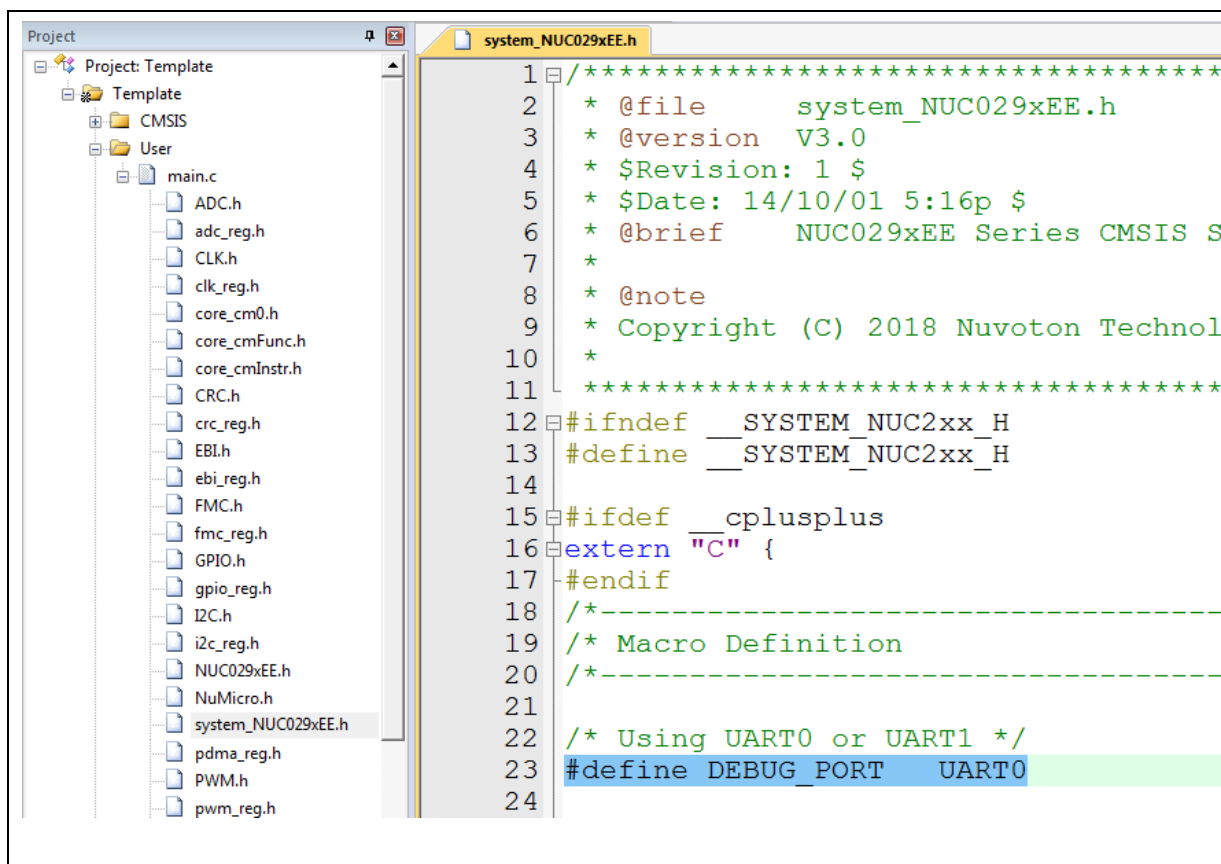 Project
Project: Template
Template
CMSIS
User
main.c
ADC.h
adc_reg.h
CLK.h
clk_reg.h
core_cm0.h
core_cmFunc.h
core_cmInstr.h
CRC.h
crc_reg.h
EBI.h
ebi_reg.h
FMC.h
fmc_reg.h
GPIO.h
gpio_reg.h
I2C.h
i2c_reg.h
NUC029xEE.h
NuMicro.h
system_NUC029xEE.h
pdma_reg.h
PWM.h
pwm_reg.h
system_NUC029xEE.h
1 /************************************
2 * @file     system_NUC029xEE.h
3 * @version  V3.0
4 * $Revision: 1 $
5 * $Date: 14/10/01 5:16p $
6 * @brief    NUC029xEE Series CMSIS S
7 *
8 * @note
9 * Copyright (C) 2018 Nuvoton Technol
10 *
11 ************************************
12 #ifndef __SYSTEM_NUC2xx_H
13 #define __SYSTEM_NUC2xx_H
14
15 #ifdef __cplusplus
16 extern "C" {
17 #endif
18 /*----------------------------------
19 /* Macro Definition
20 /*----------------------------------
21
22 /* Using UART0 or UART1 */
23 #define DEBUG_PORT   UART0
24